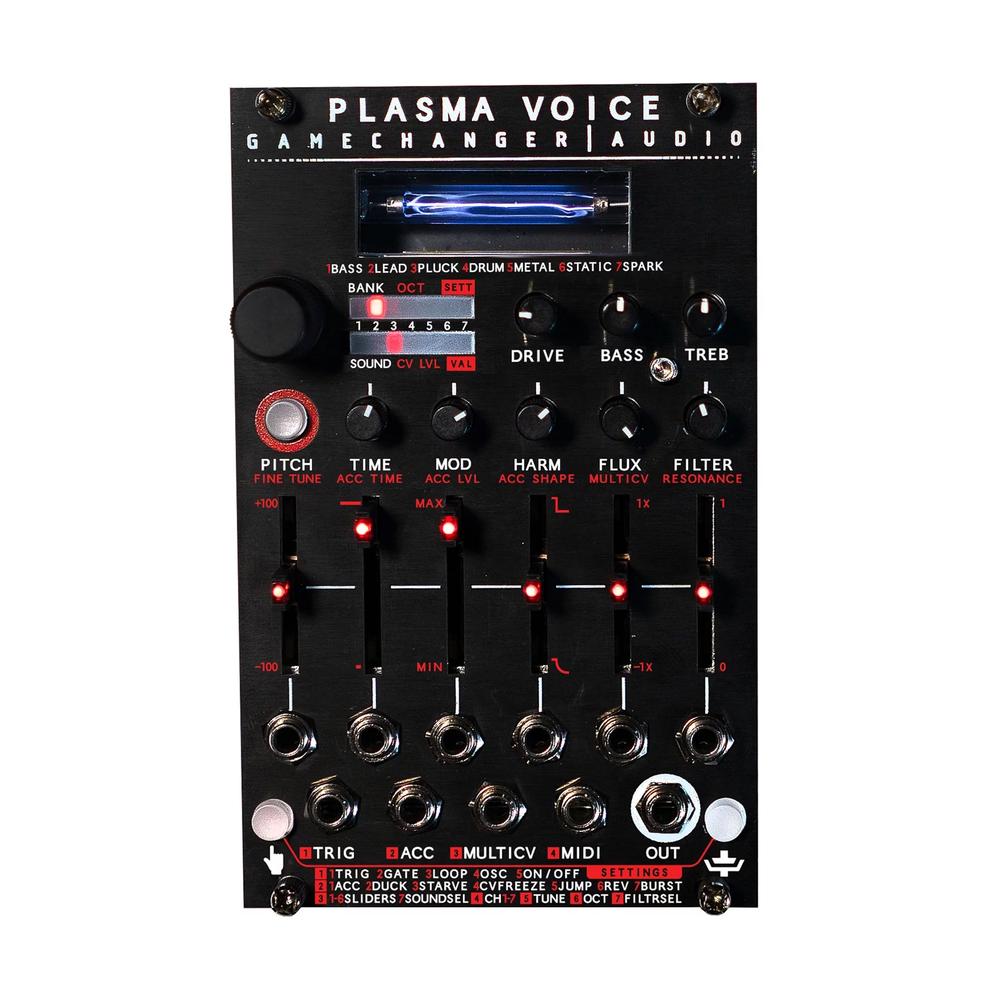 PLASMA VOICE
GAMECHANGER|AUDIO
1BASS 2LEAD 3PLUCK 4DRUM 5METAL 6STATIC 7SPARK
BANK OCT SETT
1 2 3 4 5 6 7
SOUND CV LVL VAL
DRIVE BASS TREB
PITCH TIME MOD HARM FLUX FILTER
FINE TUNE ACC TIME ACC LVL ACC SHAPE MULTICV RESONANCE
+100 MAX 1X 1
-100 - MIN -1X 0
1 TRIG 2 ACC 3 MULTICV 4 MIDI OUT
1 1TRIG 2GATE 3LOOP 4OSC 5ON/OFF SETTINGS
2 1ACC 2DUCK 3STARVE 4CVFREEZE 5JUMP 6REV 7BURST
3 1-6SLIDERS 7SOUNDSEL 4 CH1-7 5 TUNE 6 OCT 7 FILTRSEL